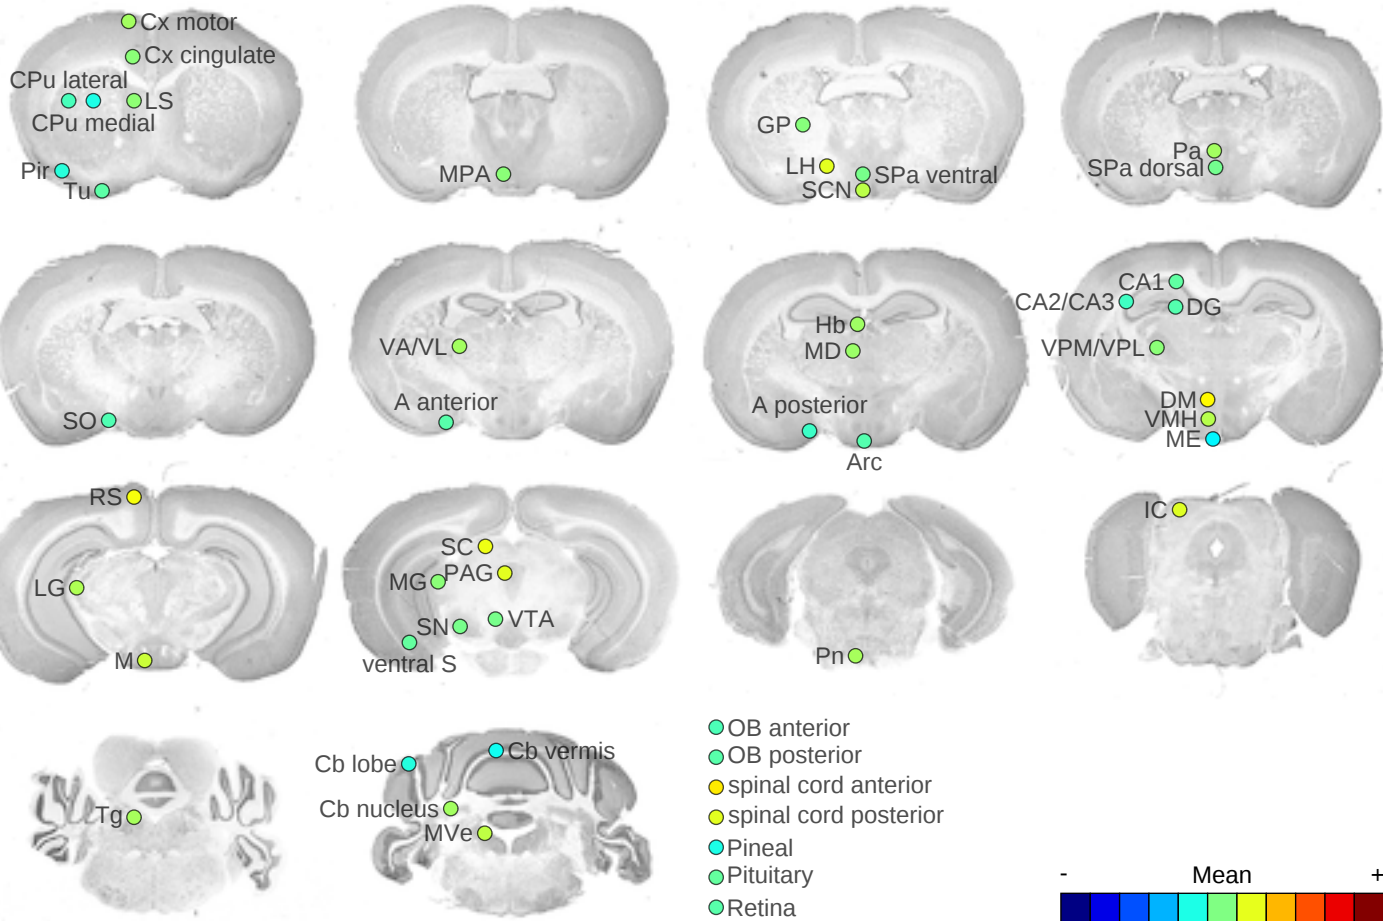 Cx motor
Cx cingulate
CPu lateral
LS
CPu medial
Pir
Tu
MPA
GP
LH
SPa ventral
SCN
Pa
SPa dorsal
SO
VA/VL
A anterior
Hb
MD
A posterior
Arc
CA1
CA2/CA3
DG
VPM/VPL
DM
VMH
ME
RS
LG
M
SC
PAG
MG
VTA
SN
ventral S
Pn
IC
Tg
Cb vermis
Cb lobe
Cb nucleus
MVe
OB anterior
OB posterior
spinal cord anterior
spinal cord posterior
Pineal
Pituitary
Retina
- Mean +